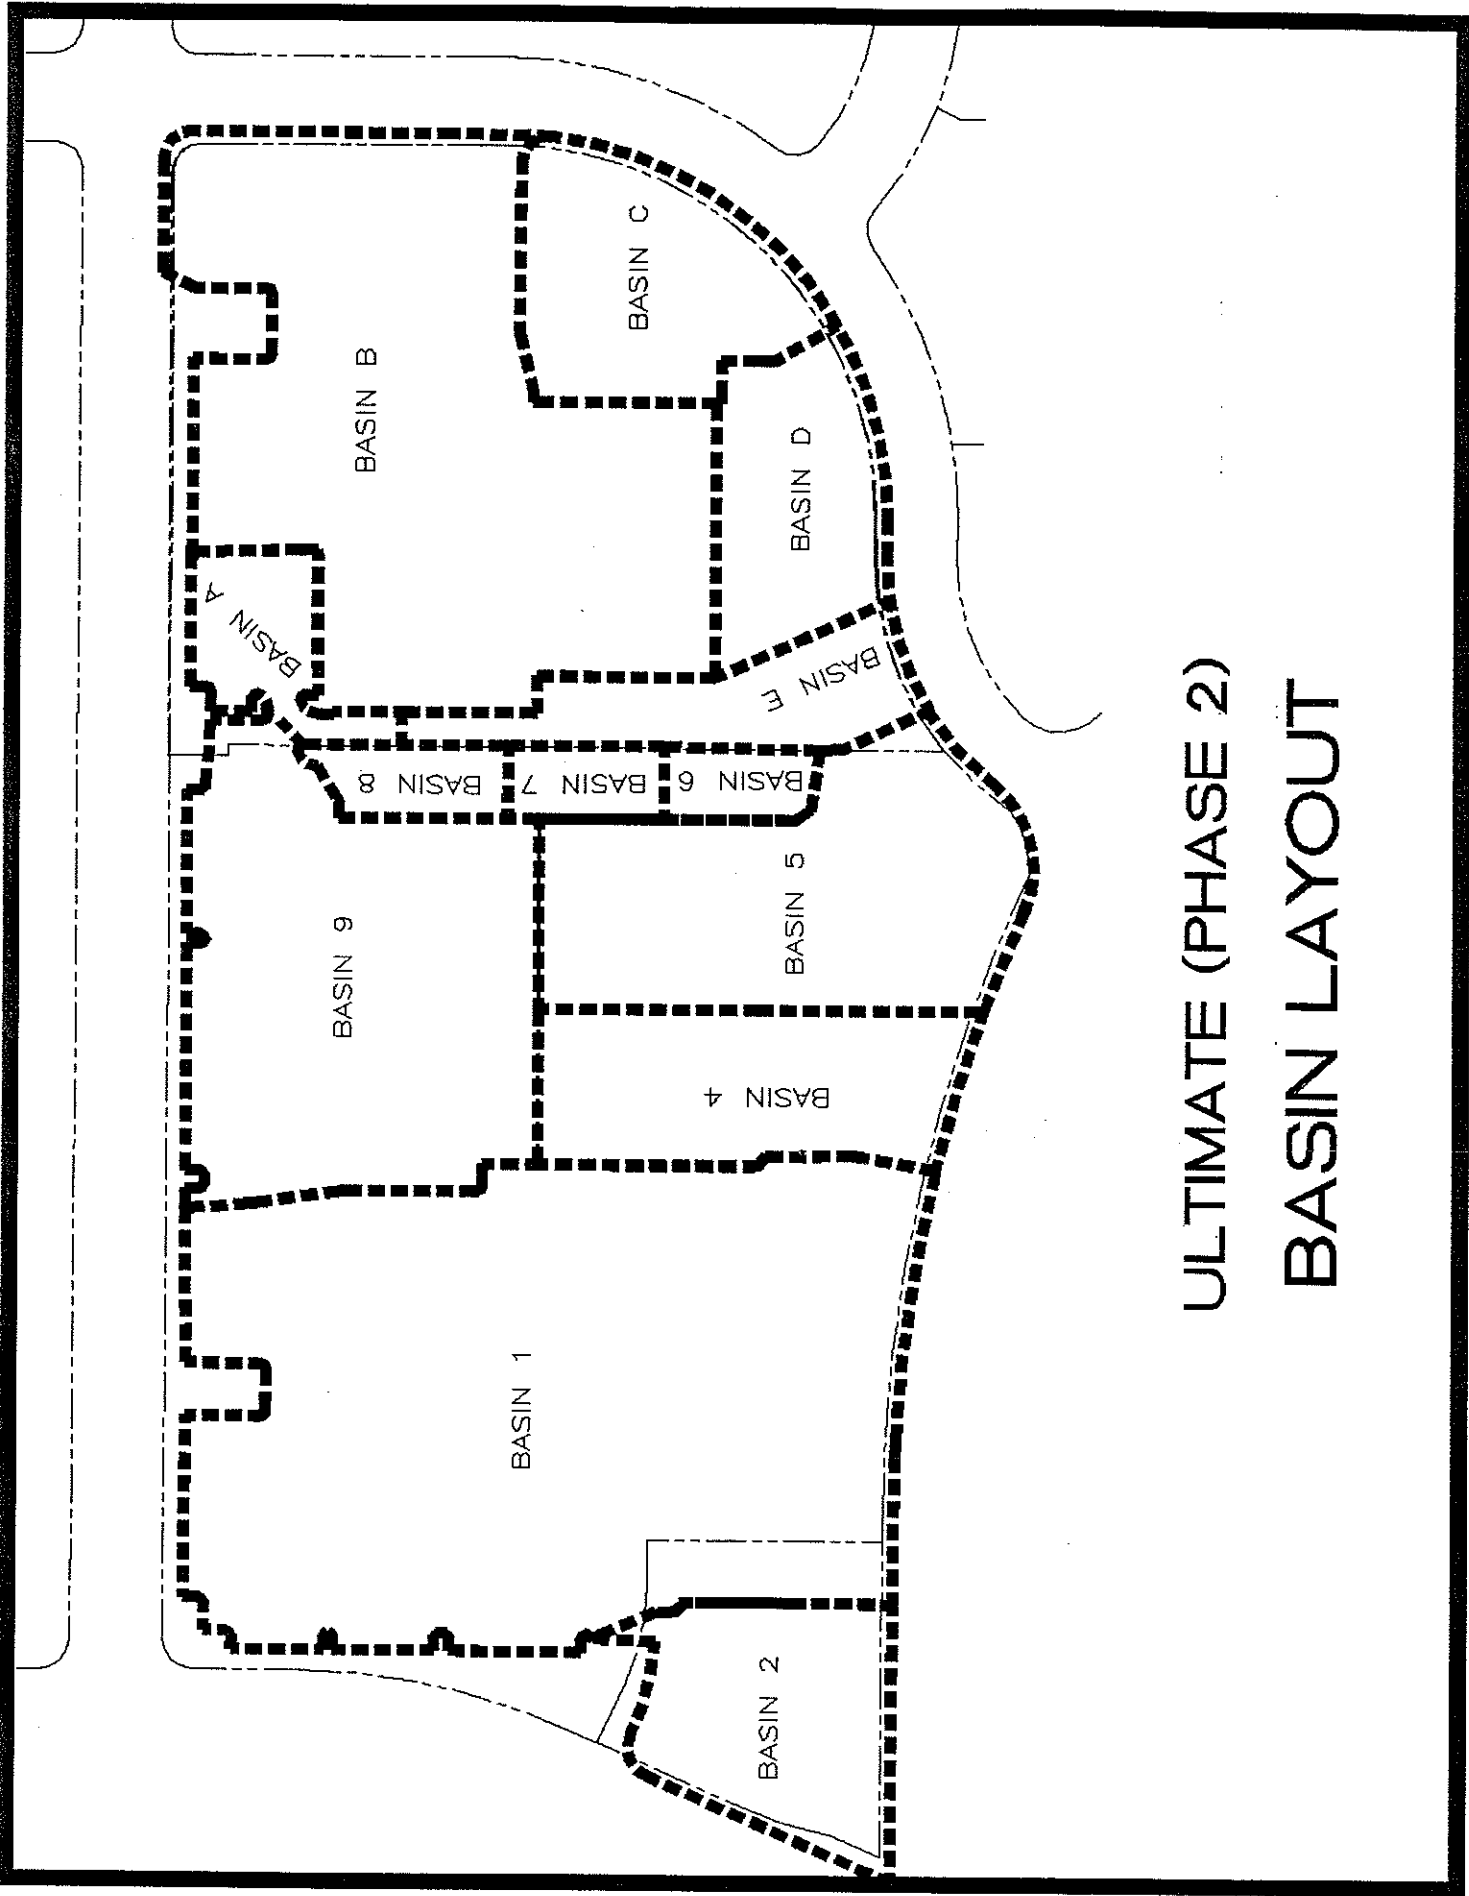 BASIN A
BASIN B
BASIN C
BASIN D
BASIN E
BASIN 8
BASIN 7
BASIN 6
BASIN 9
BASIN 5
BASIN 4
BASIN 1
BASIN 2
ULTIMATE (PHASE 2)
BASIN LAYOUT